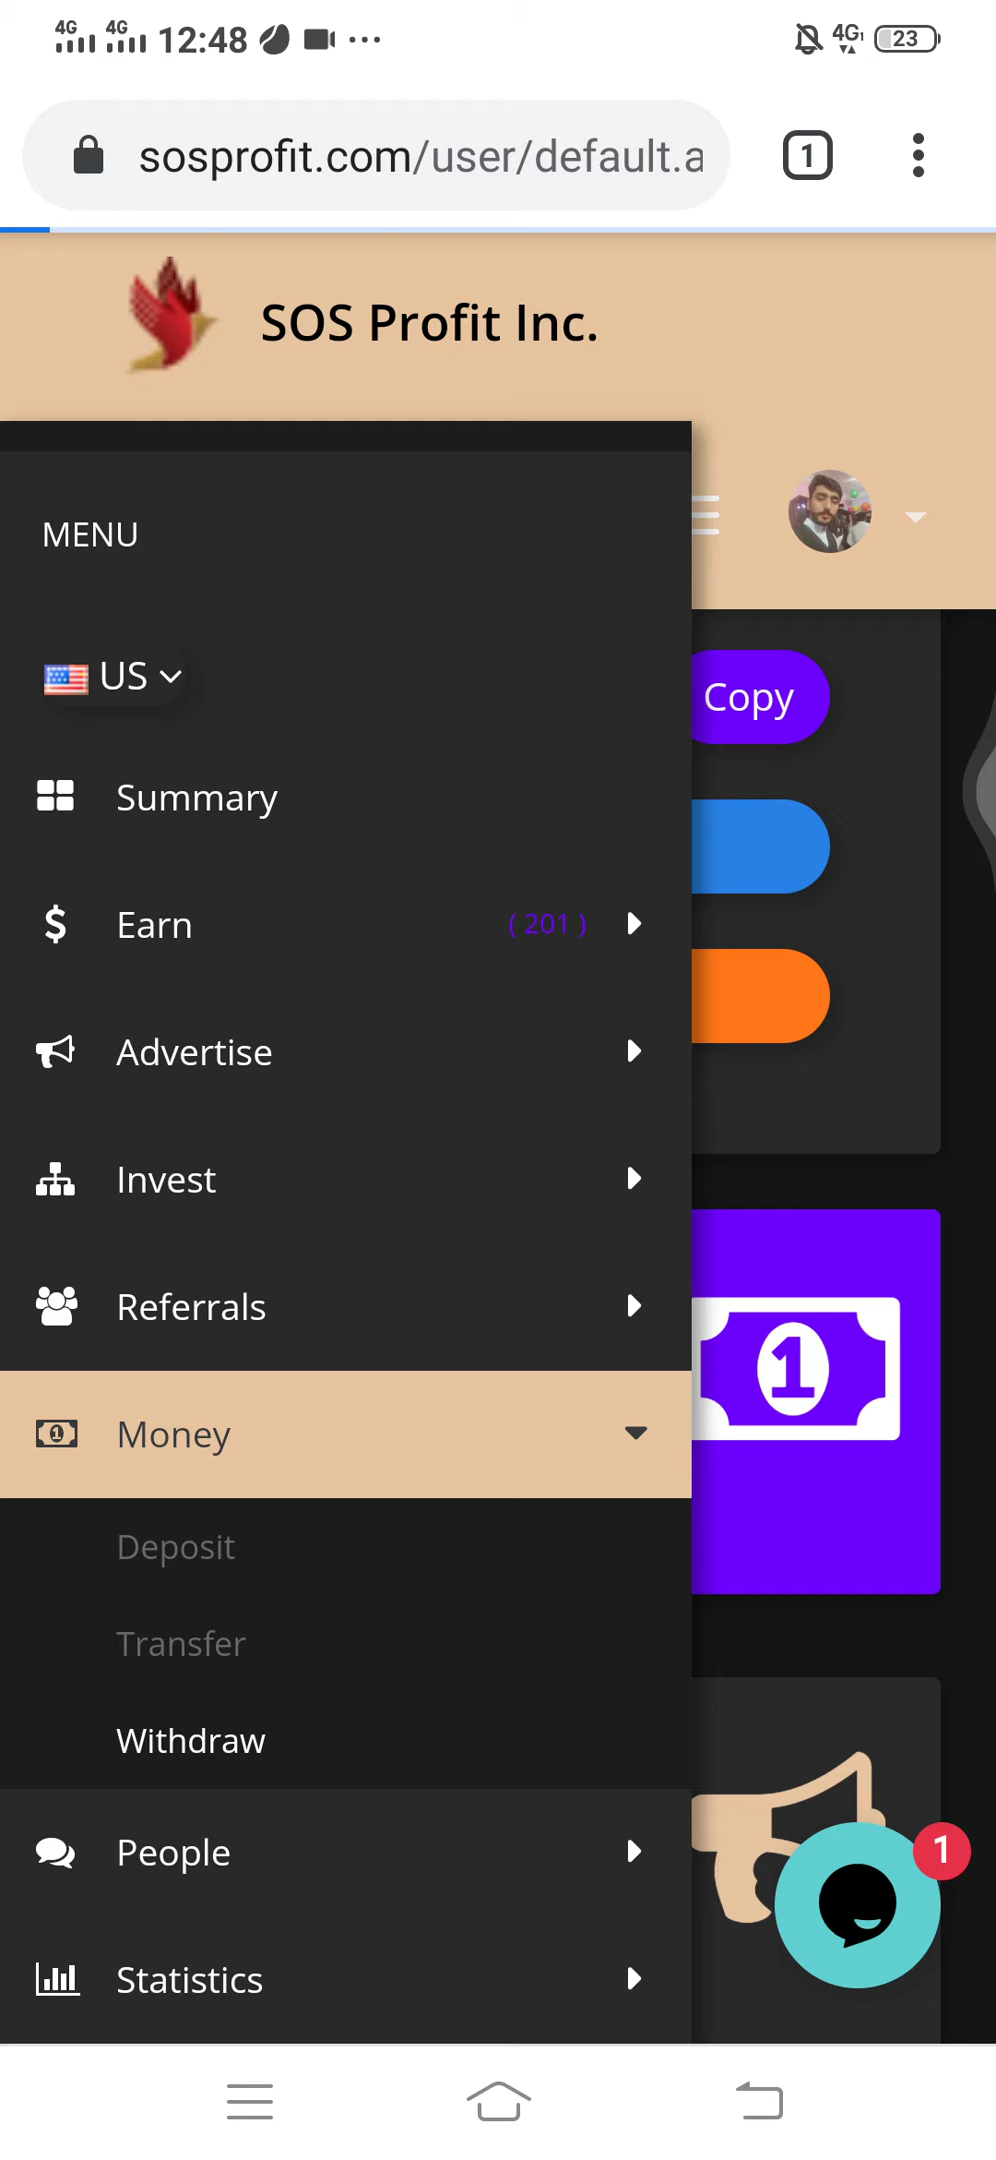 4G 4G 12:48 4G 23
sosprofit.com/user/default.a 1
SOS Profit Inc.
MENU
US
Copy
Summary
Earn ( 201 )
Advertise
Invest
Referrals
1
Money
Deposit
Transfer
Withdraw
People
1
Statistics